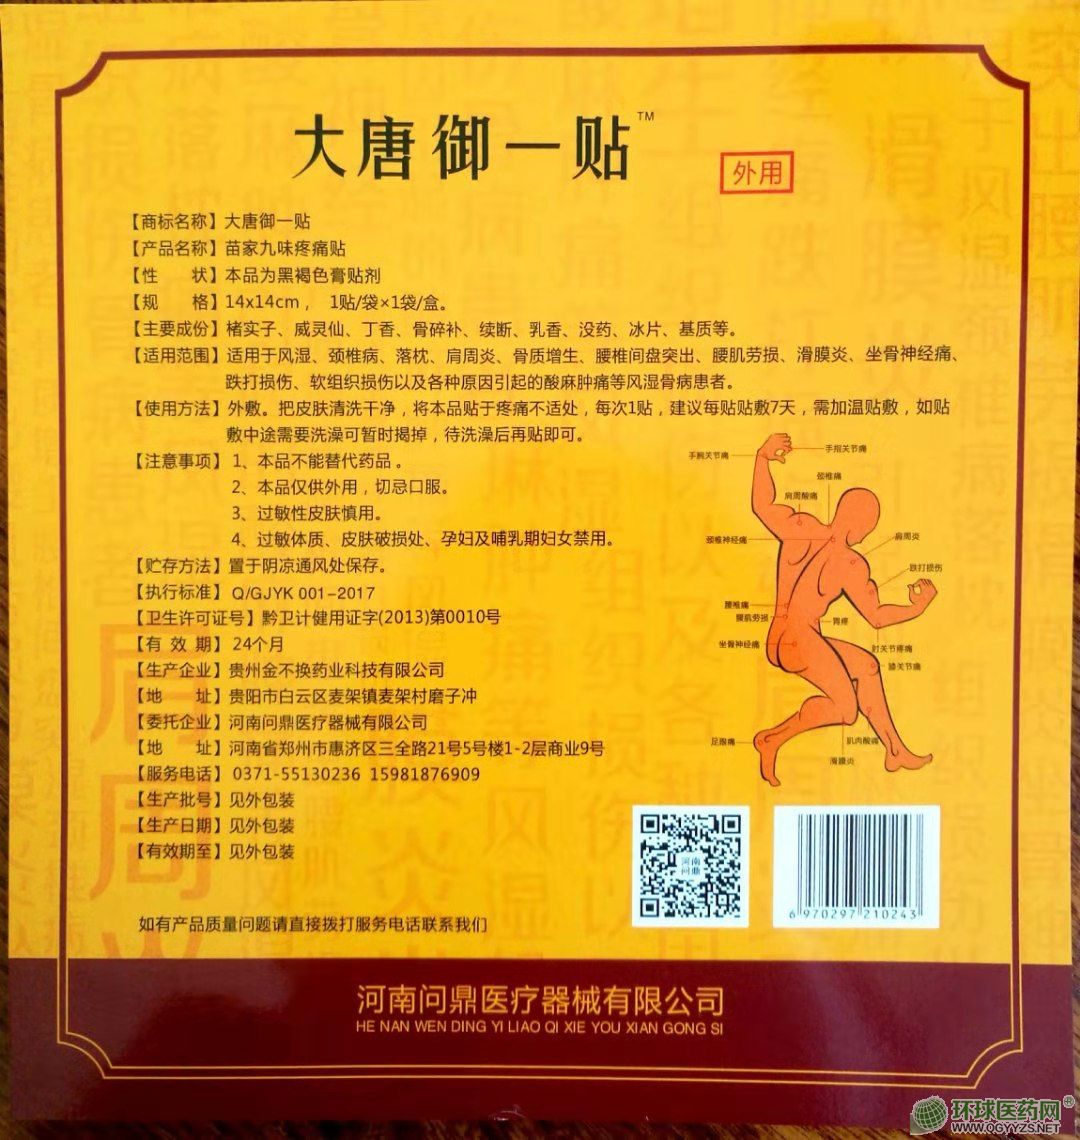 大唐御一贴™
外用
【商标名称】大唐御一贴
【产品名称】苗家九味疼痛贴
【性　　状】本品为黑褐色膏贴剂
【规　　格】14x14cm， 1贴/袋×1袋/盒。
【主要成份】楮实子、威灵仙、丁香、骨碎补、续断、乳香、没药、冰片、基质等。
【适用范围】适用于风湿、颈椎病、落枕、肩周炎、骨质增生、腰椎间盘突出、腰肌劳损、滑膜炎、坐骨神经痛、
跌打损伤、软组织损伤以及各种原因引起的酸麻肿痛等风湿骨病患者。
【使用方法】外敷。把皮肤清洗干净，将本品贴于疼痛不适处，每次1贴，建议每贴贴敷7天，需加温贴敷，如贴
敷中途需要洗澡可暂时揭掉，待洗澡后再贴即可。
【注意事项】1、本品不能替代药品 。
2、本品仅供外用，切忌口服。
3、过敏性皮肤慎用。
4、过敏体质、皮肤破损处、孕妇及哺乳期妇女禁用。
【贮存方法】置于阴凉通风处保存。
【执行标准】Q/GJYK 001-2017
【卫生许可证号】黔卫计健用证字(2013)第0010号
【有 效 期】24个月
【生产企业】贵州金不换药业科技有限公司
【地　　址】贵阳市白云区麦架镇麦架村磨子冲
【委托企业】河南问鼎医疗器械有限公司
【地　　址】河南省郑州市惠济区三全路21号5号楼1-2层商业9号
【服务电话】0371-55130236 15981876909
【生产批号】见外包装
【生产日期】见外包装
【有效期至】见外包装
如有产品质量问题请直接拨打服务电话联系我们
手腕关节痛
手指关节痛
颈椎痛
肩周酸痛
颈椎神经痛
肩周炎
跌打损伤
腰椎痛
腰肌劳损
胃疼
坐骨神经痛
肘关节疼痛
膝关节痛
足跟痛
肌肉酸痛
滑膜炎
河南
问鼎
6 970297 210243
河南问鼎医疗器械有限公司
HE NAN WEN DING YI LIAO QI XIE YOU XIAN GONG SI
环球医药网®
WWW.QGYYZS.NET